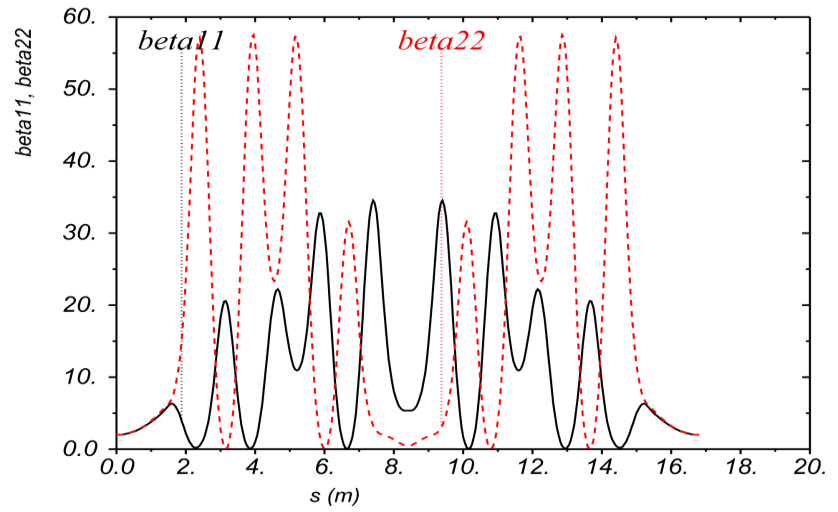 60.
beta11
beta22
50.
40.
30.
20.
10.
0.0
beta11, beta22
0.0 2. 4. 6. 8. 10. 12. 14. 16. 18. 20.
s (m)